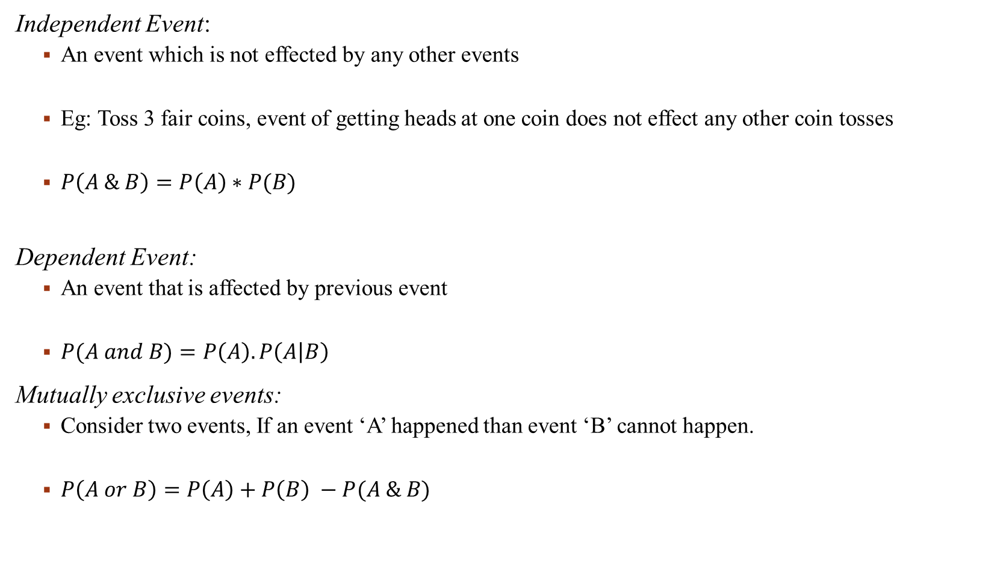 Independent Event:
▪ An event which is not effected by any other events
▪ Eg: Toss 3 fair coins, event of getting heads at one coin does not effect any other coin tosses
▪ P(A & B) = P(A) ∗ P(B)
Dependent Event:
▪ An event that is affected by previous event
▪ P(A and B) = P(A). P(A|B)
Mutually exclusive events:
▪ Consider two events, If an event ‘A’ happened than event ‘B’ cannot happen.
▪ P(A or B) = P(A) + P(B) − P(A & B)